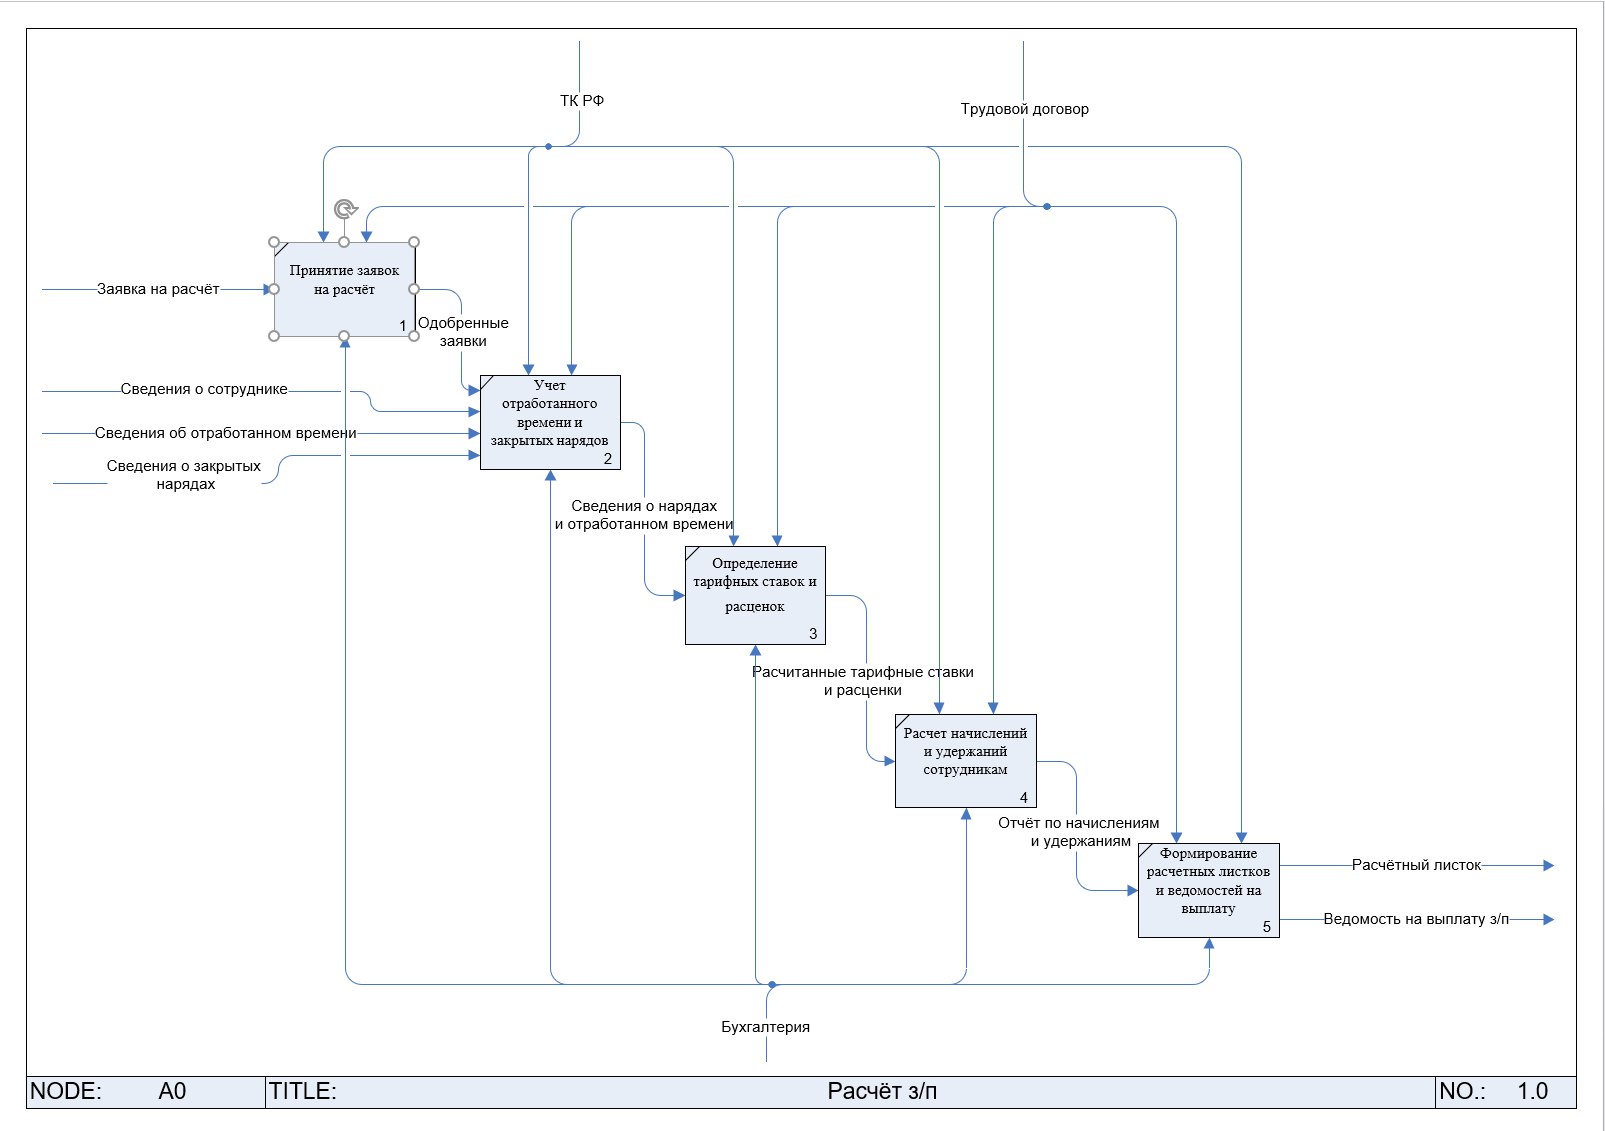 ТК РФ
Трудовой договор
Заявка на расчёт
Принятие заявок
на расчёт
1
Одобренные
заявки
Сведения о сотруднике
Сведения об отработанном времени
Сведения о закрытых
нарядах
Учет
отработанного
времени и
закрытых нарядов
2
Сведения о нарядах
и отработанном времени
Определение
тарифных ставок и
расценок
3
Расчитанные тарифные ставки
и расценки
Расчет начислений
и удержаний
сотрудникам
4
Отчёт по начислениям
и удержаниям
Формирование
расчетных листков
и ведомостей на
выплату
5
Расчётный листок
Ведомость на выплату з/п
Бухгалтерия
NODE: A0 TITLE: Расчёт з/п NO.: 1.0